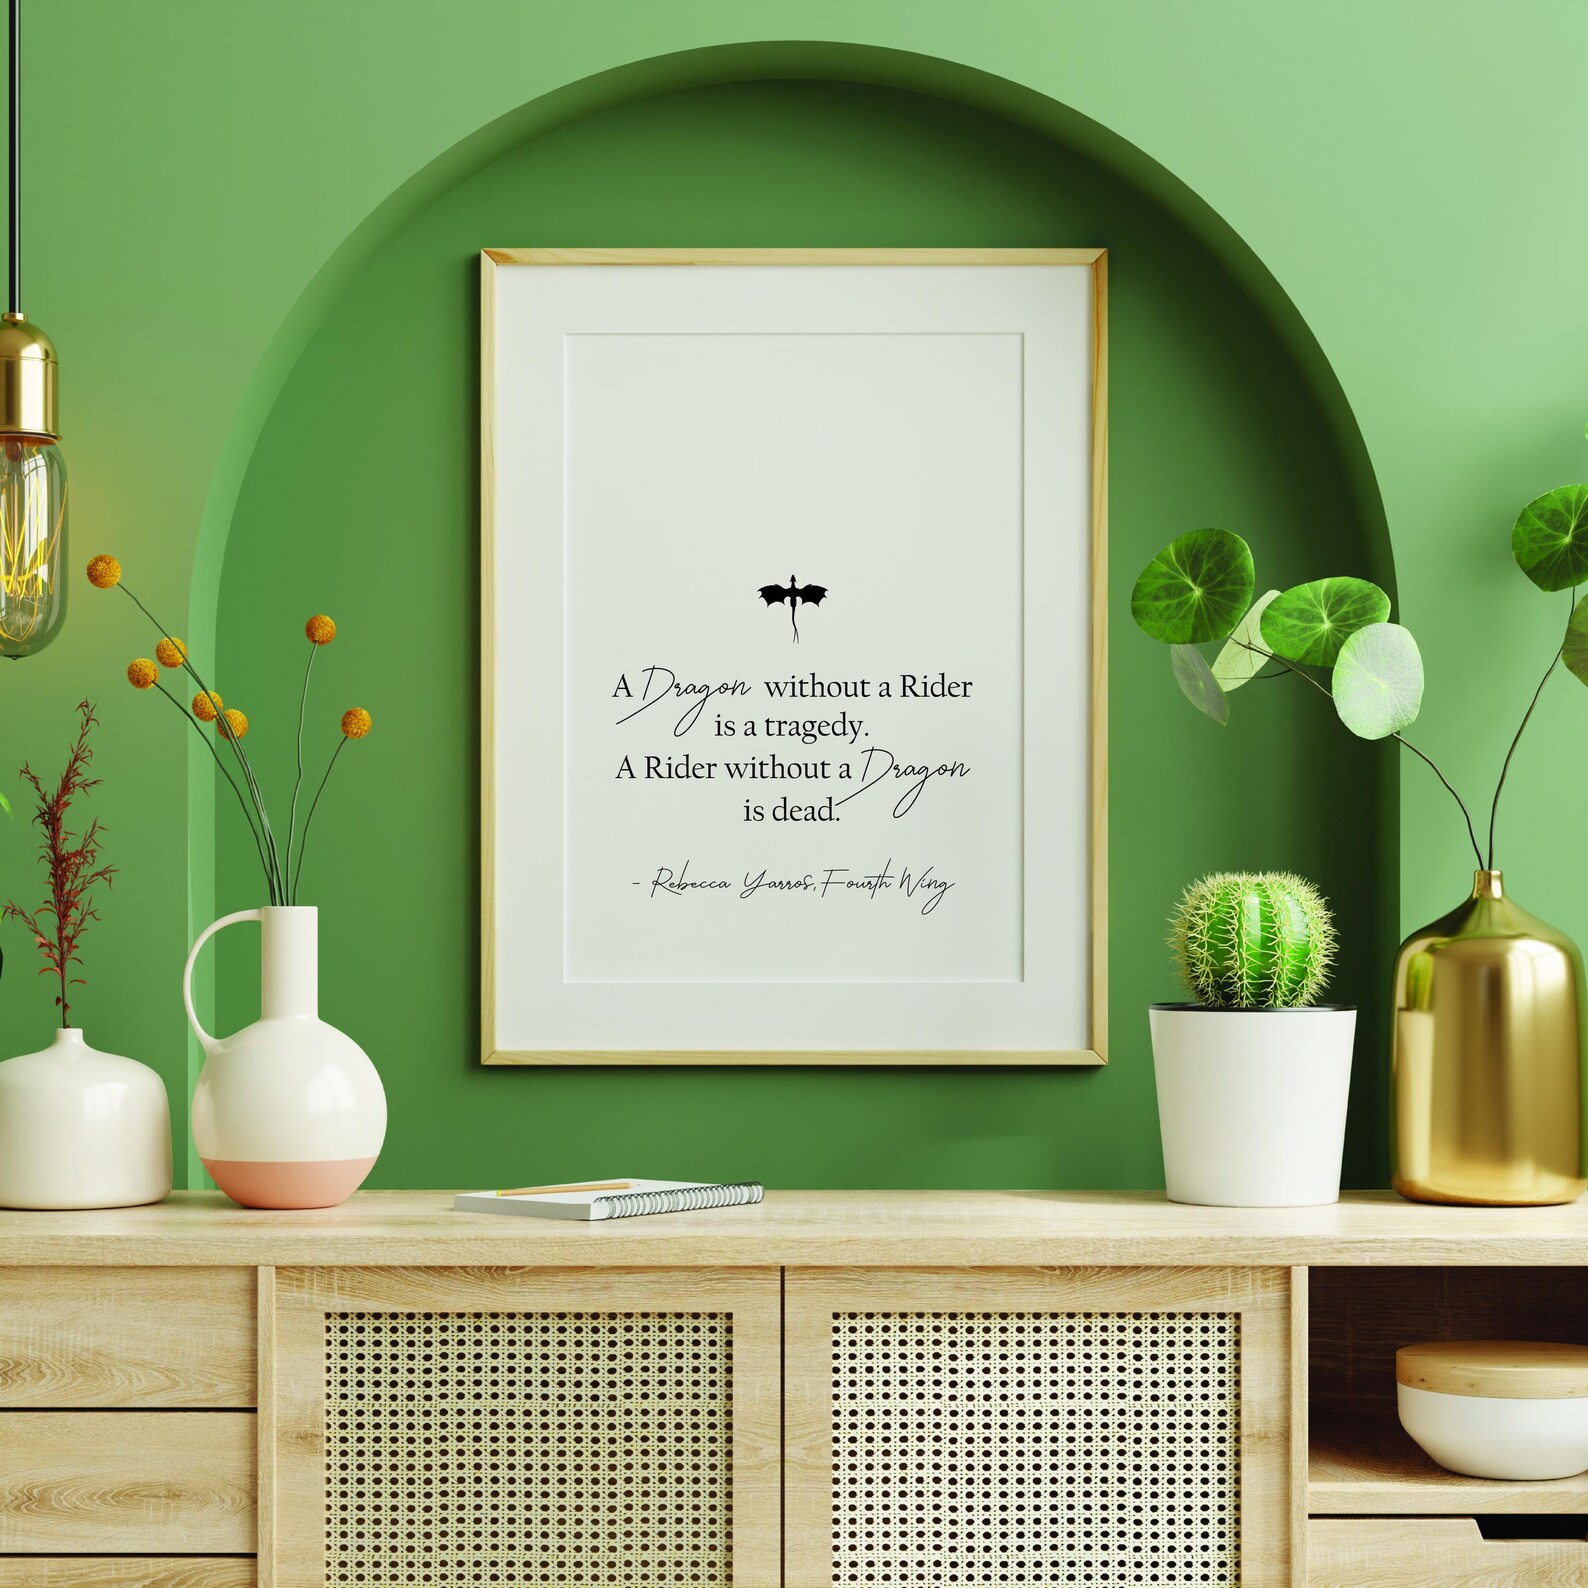 A Dragon without a Rider
is a tragedy.
A Rider without a Dragon
is dead.
- Rebecca Yarros, Fourth Wing